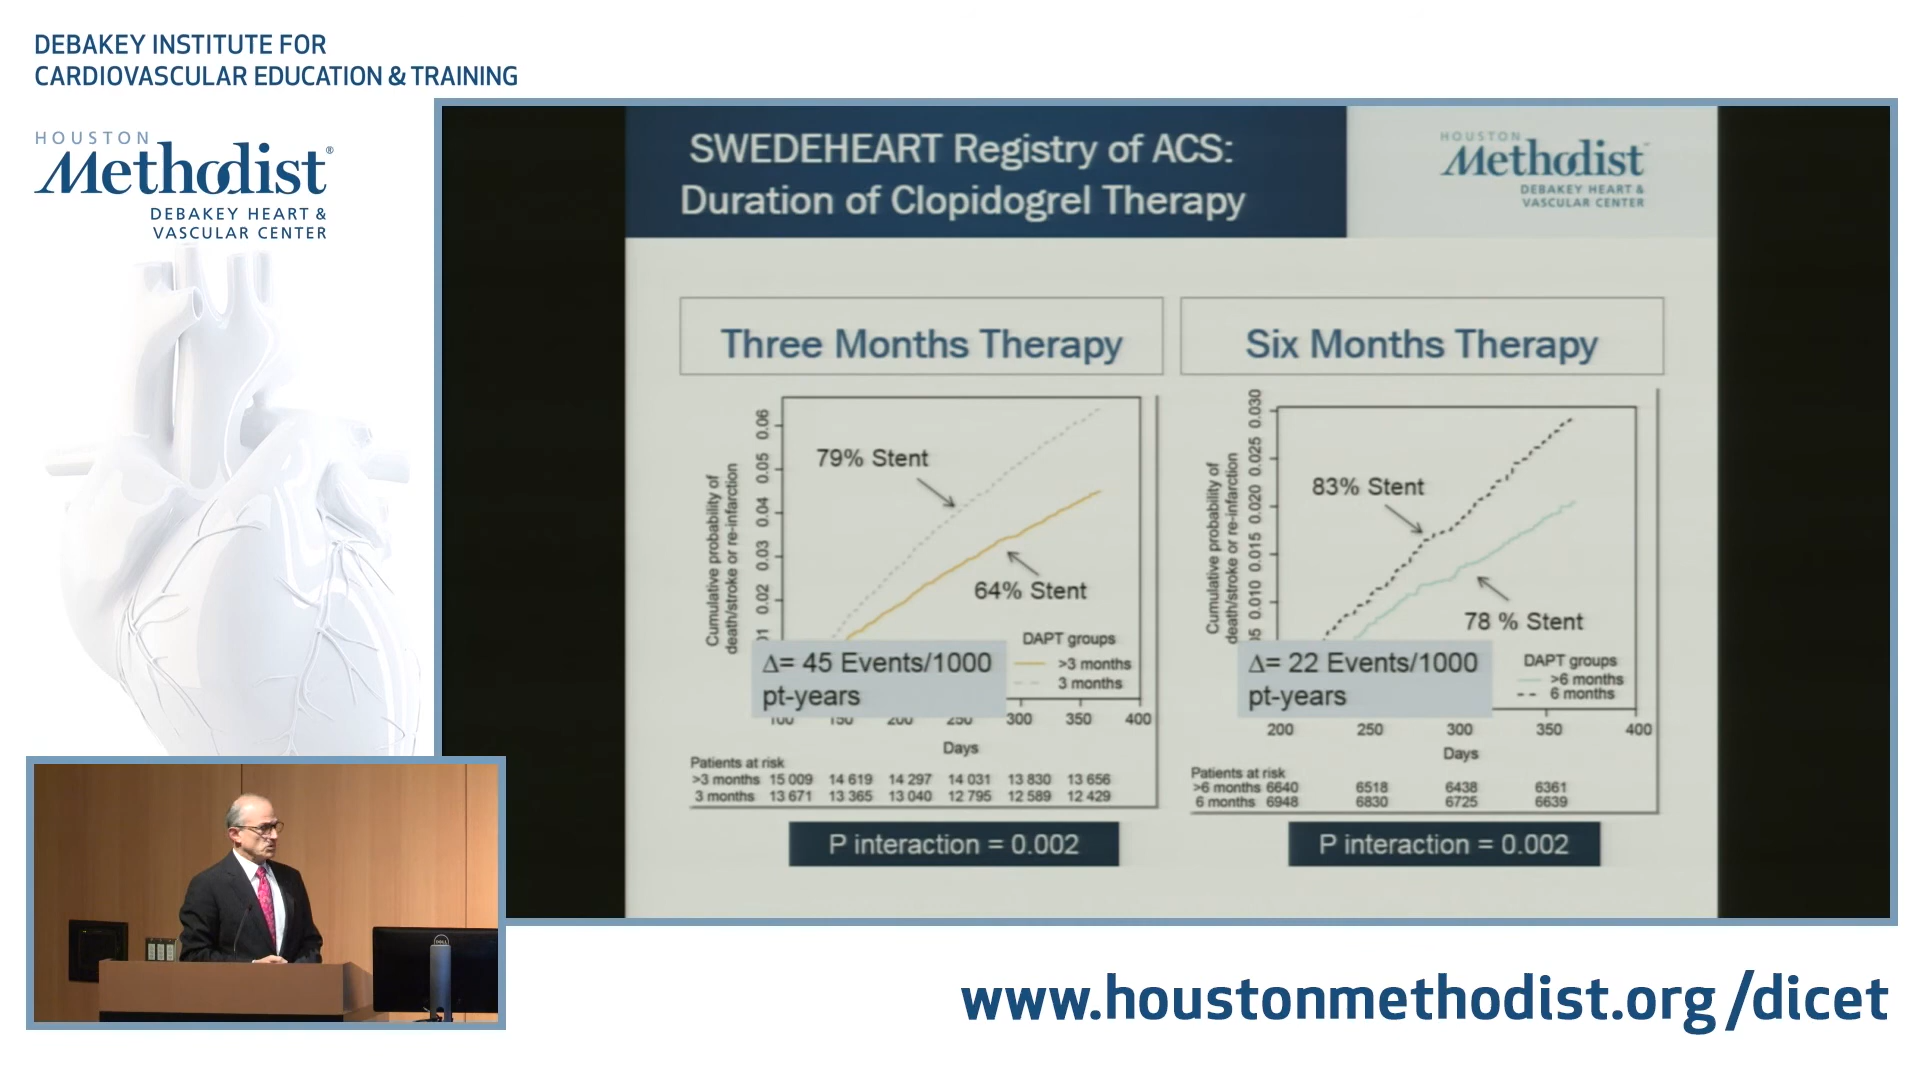 DEBAKEY INSTITUTE FOR
CARDIOVASCULAR EDUCATION & TRAINING
HOUSTON
Methodist®
DEBAKEY HEART &
VASCULAR CENTER
SWEDEHEART Registry of ACS:
Duration of Clopidogrel Therapy
HOUSTON
Methodist
DEBAKEY HEART &
VASCULAR CENTER
Three Months Therapy
Cumulative probability of
death/stroke or re-infarction
0.06
0.05
0.04
0.03
0.02
79% Stent
64% Stent
DAPT groups
>3 months
3 months
Δ= 45 Events/1000
pt-years
100 150 200 250 300 350 400
Days
Patients at risk
>3 months 15 009 14 619 14 297 14 031 13 830 13 656
3 months 13 671 13 365 13 040 12 795 12 589 12 429
P interaction = 0.002
Six Months Therapy
Cumulative probability of
death/stroke or re-infarction
0.030
0.025
0.020
0.015
0.010
83% Stent
78 % Stent
DAPT groups
>6 months
6 months
Δ= 22 Events/1000
pt-years
200 250 300 350 400
Days
Patients at risk
>6 months 6640 6518 6438 6361
6 months 6948 6830 6725 6639
P interaction = 0.002
DELL
www.houstonmethodist.org/dicet